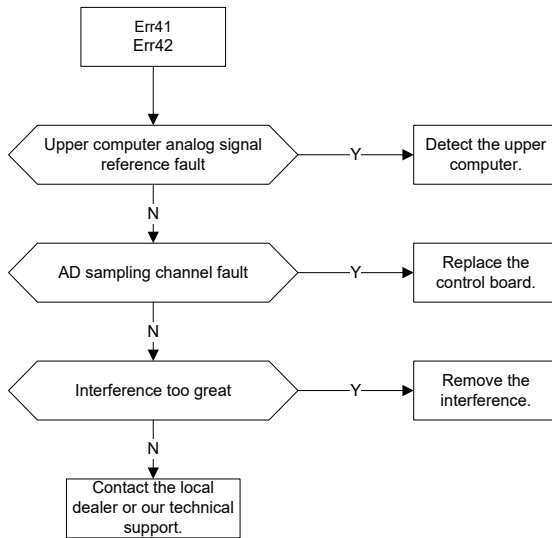 Err41
Err42
Upper computer analog signal
reference fault
Y
Detect the upper
computer.
N
AD sampling channel fault
Y
Replace the
control board.
N
Interference too great
Y
Remove the
interference.
N
Contact the local
dealer or our technical
support.